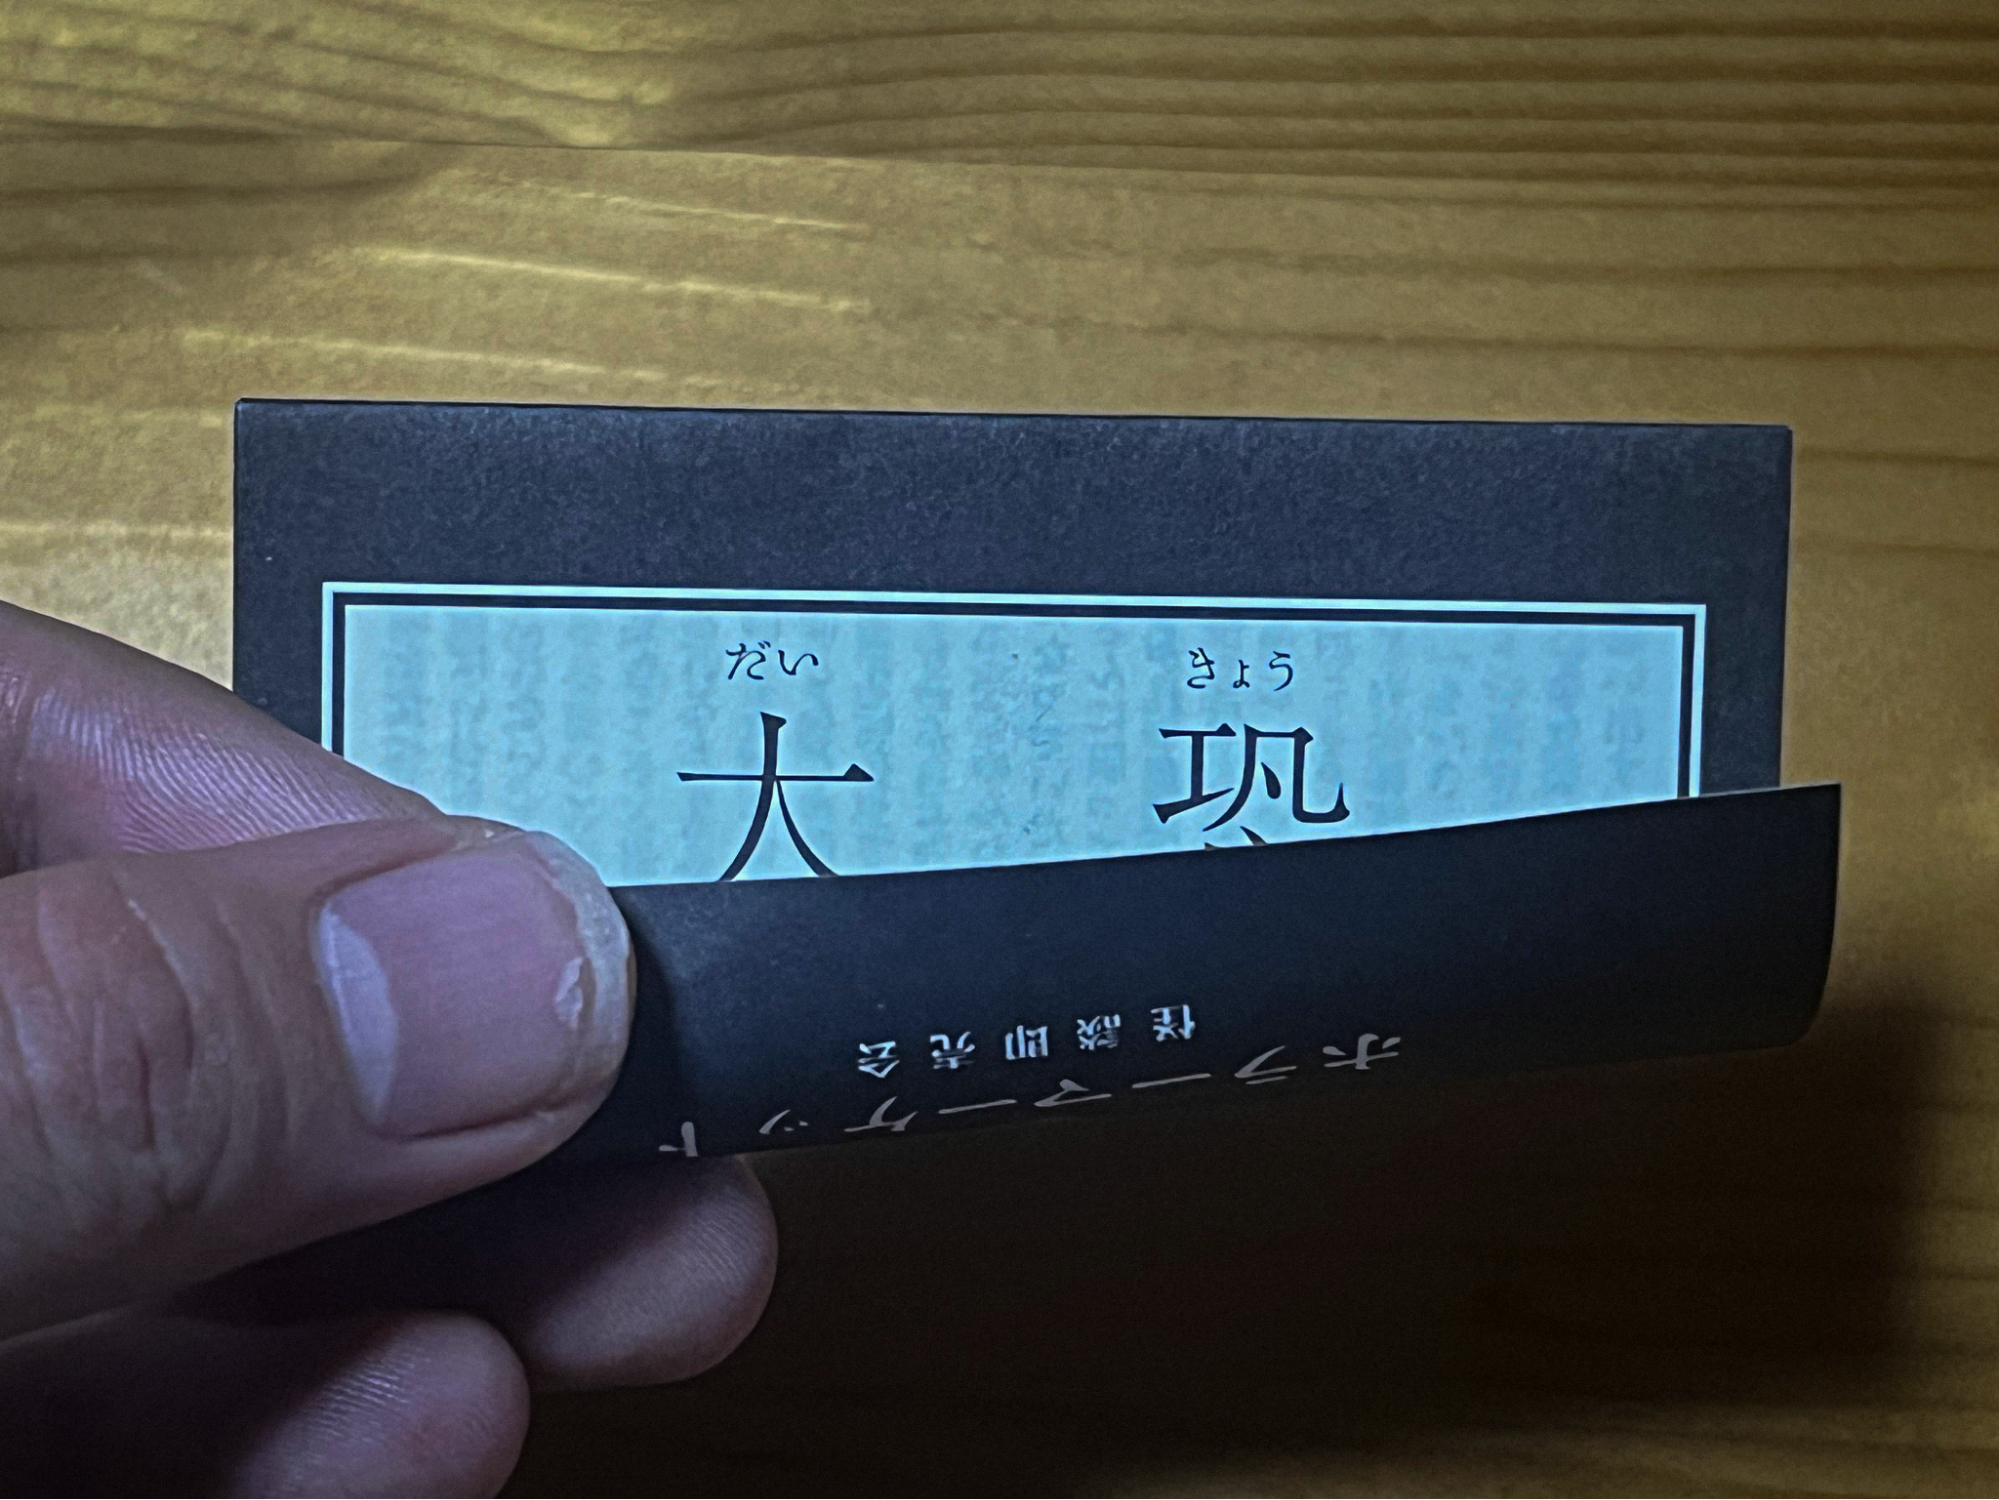 だい きょう
大 恐
怪談即売会
ホラーマーケット